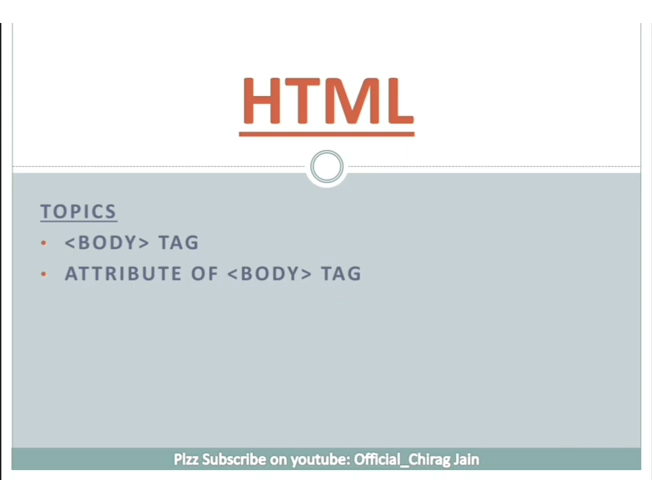 HTML
TOPICS
• <BODY> TAG
• ATTRIBUTE OF <BODY> TAG
Plzz Subscribe on youtube: Official_Chirag Jain